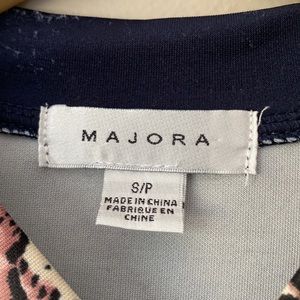 MAJORA
S/P
MADE IN CHINA
FABRIQUE EN
CHINE